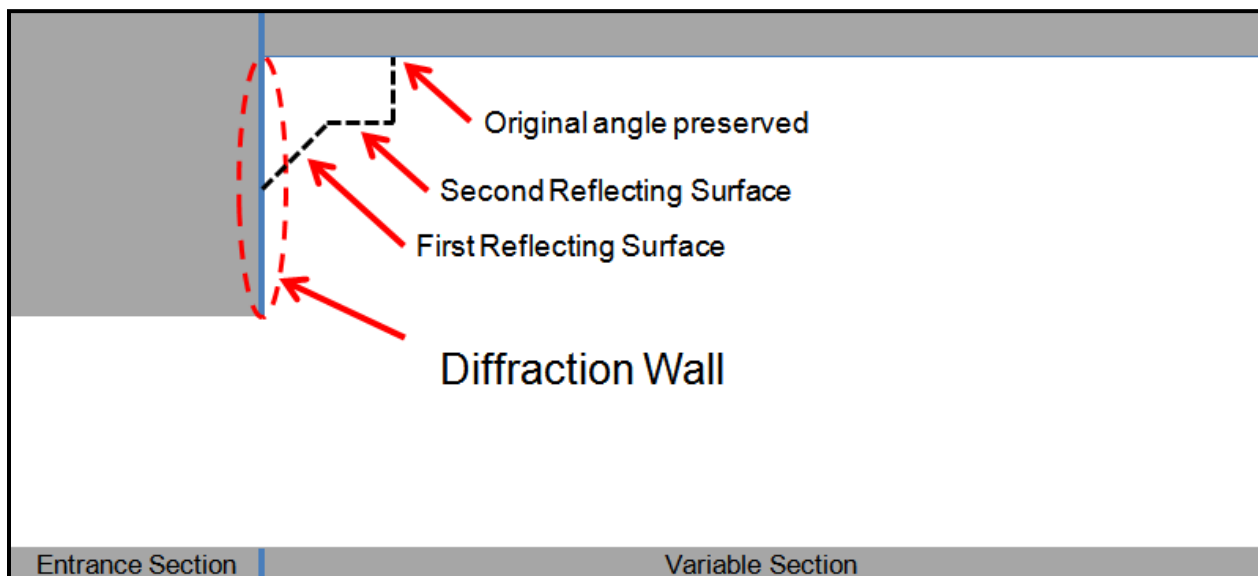 Original angle preserved
Second Reflecting Surface
First Reflecting Surface
Diffraction Wall
Entrance Section
Variable Section